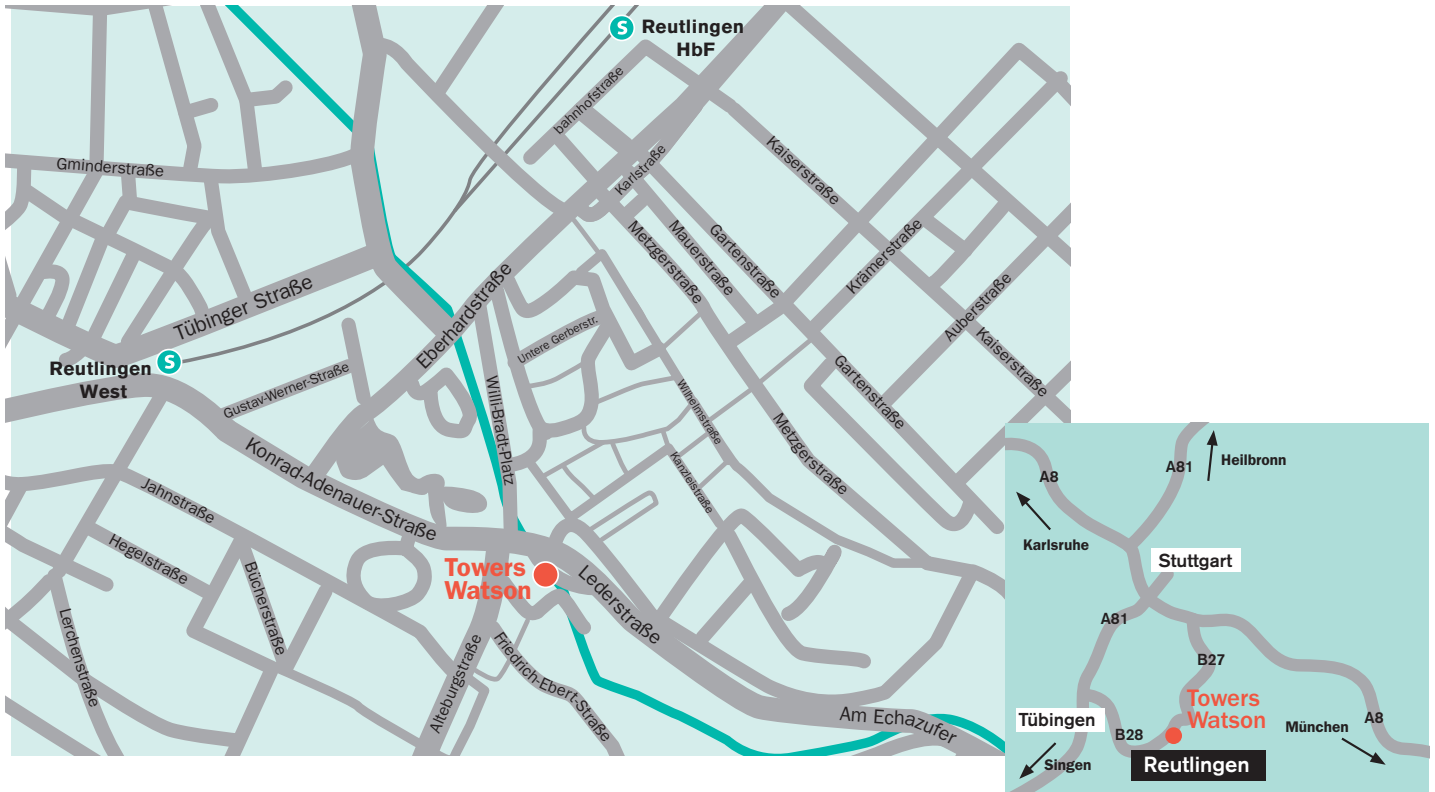 S Reutlingen
HbF
bahnhofstraße
Kaiserstraße
Gminderstraße
Karlstraße
Metzgerstraße
Mauerstraße
Gartenstraße
Krämerstraße
Auberstraße
Kaiserstraße
Tübinger Straße
Eberhardstraße
Untere Gerberstr.
Reutlingen S
West
Gustav-Werner-Straße
Willi-Bradt-Platz
Wilhelmstraße
Gartenstraße
Metzgerstraße
Kanzleistraße
Konrad-Adenauer-Straße
Jahnstraße
Hegelstraße
Bücherstraße
Lerchenstraße
Towers
Watson
Lederstraße
Alteburgstraße
Friedrich-Ebert-Straße
Am Echazufer
A8
A81
Heilbronn
Karlsruhe
Stuttgart
A81
B27
Towers
Watson
Tübingen
B28
München
A8
Singen
Reutlingen